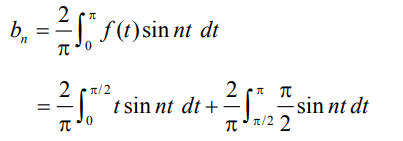 b_n = \frac{2}{\pi} \int_0^{\pi} f(t) \sin nt \, dt
= \frac{2}{\pi} \int_0^{\pi/2} t \sin nt \, dt + \frac{2}{\pi} \int_{\pi/2}^{\pi} \frac{\pi}{2} \sin nt \, dt